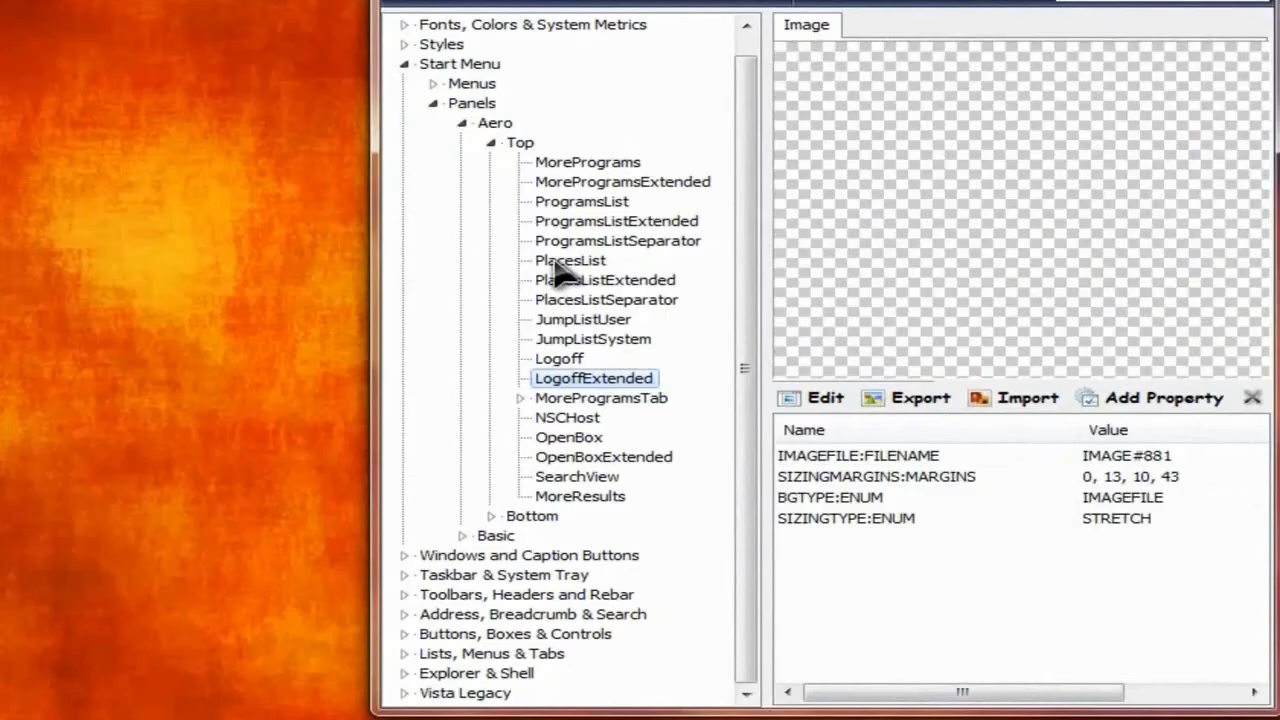 Fonts, Colors & System Metrics
Styles
Start Menu
Menus
Panels
Aero
Top
MorePrograms
MoreProgramsExtended
ProgramsList
ProgramsListExtended
ProgramsListSeparator
PlacesList
PlacesListExtended
PlacesListSeparator
JumpListUser
JumpListSystem
Logoff
LogoffExtended
MoreProgramsTab
NSCHost
OpenBox
OpenBoxExtended
SearchView
MoreResults
Bottom
Basic
Windows and Caption Buttons
Taskbar & System Tray
Toolbars, Headers and Rebar
Address, Breadcrumb & Search
Buttons, Boxes & Controls
Lists, Menus & Tabs
Explorer & Shell
Vista Legacy
Image
Edit Export Import Add Property
Name Value
IMAGEFILE:FILENAME IMAGE#881
SIZINGMARGINS:MARGINS 0, 13, 10, 43
BGTYPE:ENUM IMAGEFILE
SIZINGTYPE:ENUM STRETCH